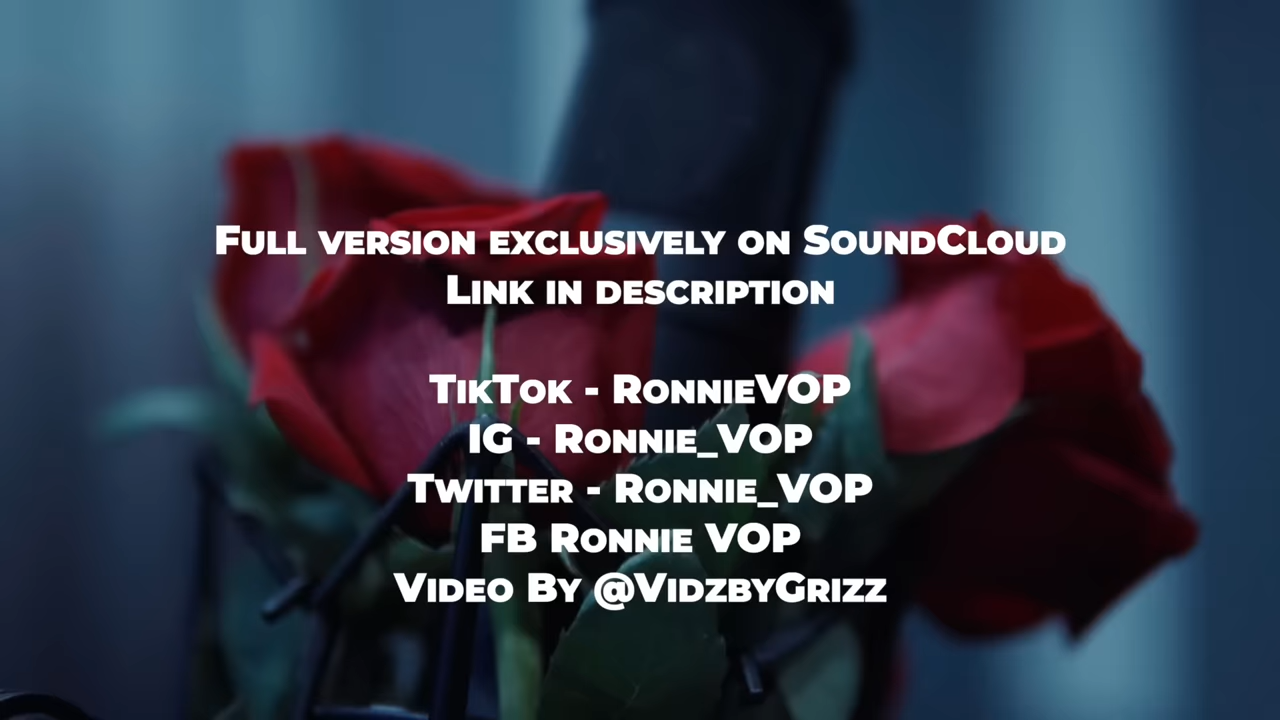 Full version exclusively on SoundCloud
Link in description
TikTok - RonnieVOP
IG - Ronnie_VOP
Twitter - Ronnie_VOP
FB Ronnie VOP
Video By @VidzbyGrizz